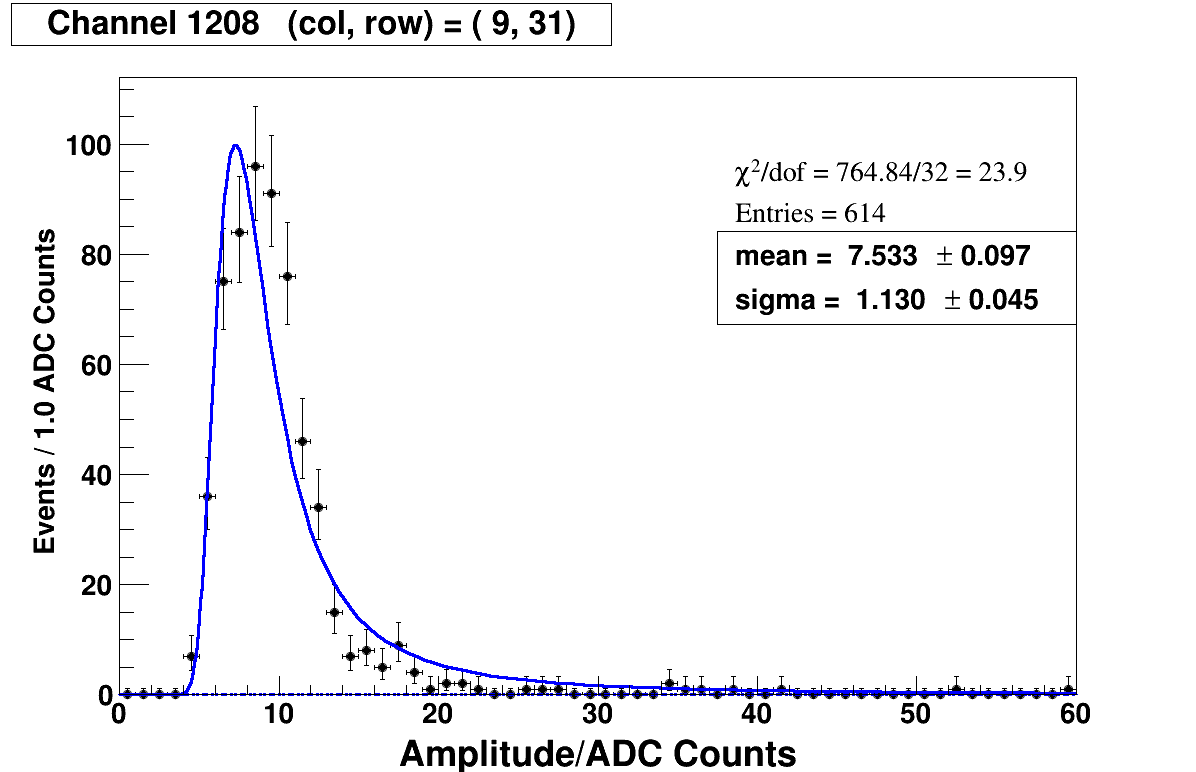 Channel 1208 (col, row) = ( 9, 31)
χ²/dof = 764.84/32 = 23.9
Entries = 614
mean = 7.533 ± 0.097
sigma = 1.130 ± 0.045
Events / 1.0 ADC Counts
100
80
60
40
20
0
0 10 20 30 40 50 60
Amplitude/ADC Counts